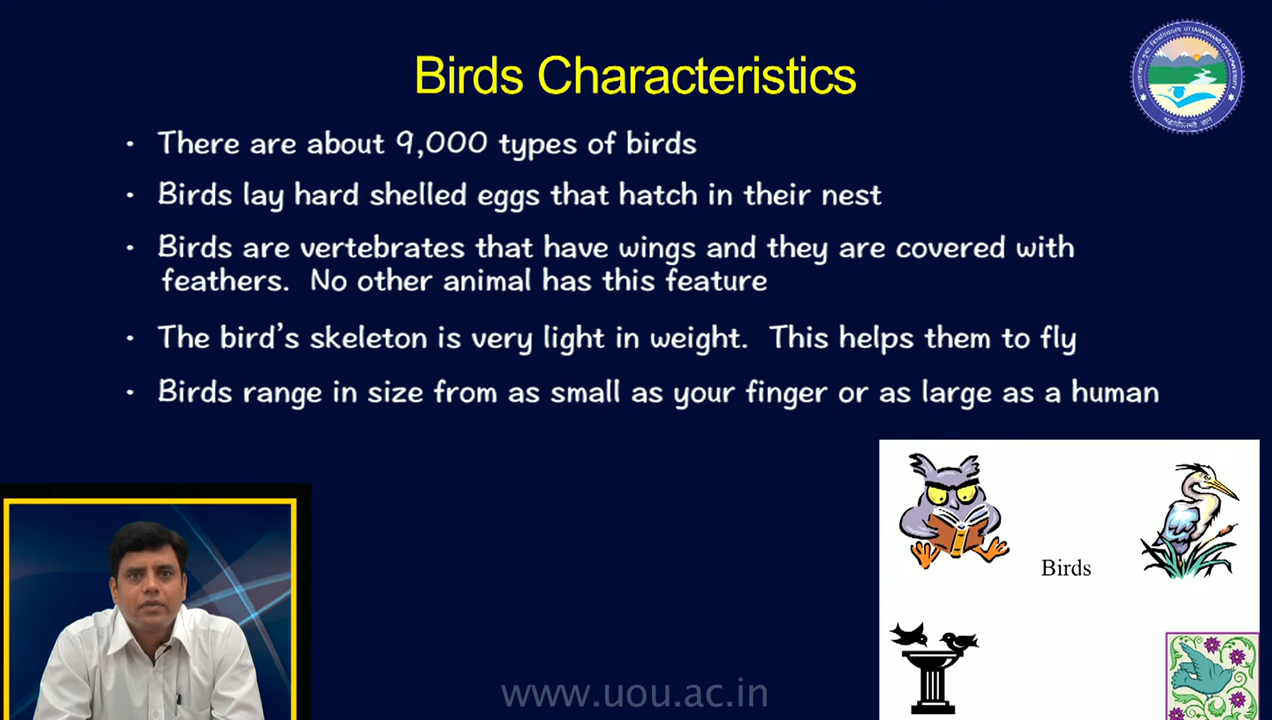 Birds Characteristics
· There are about 9,000 types of birds
· Birds lay hard shelled eggs that hatch in their nest
· Birds are vertebrates that have wings and they are covered with
feathers. No other animal has this feature
· The bird's skeleton is very light in weight. This helps them to fly
· Birds range in size from as small as your finger or as large as a human
Birds
www.uou.ac.in
UTTARAKHAND OPEN UNIVERSITY